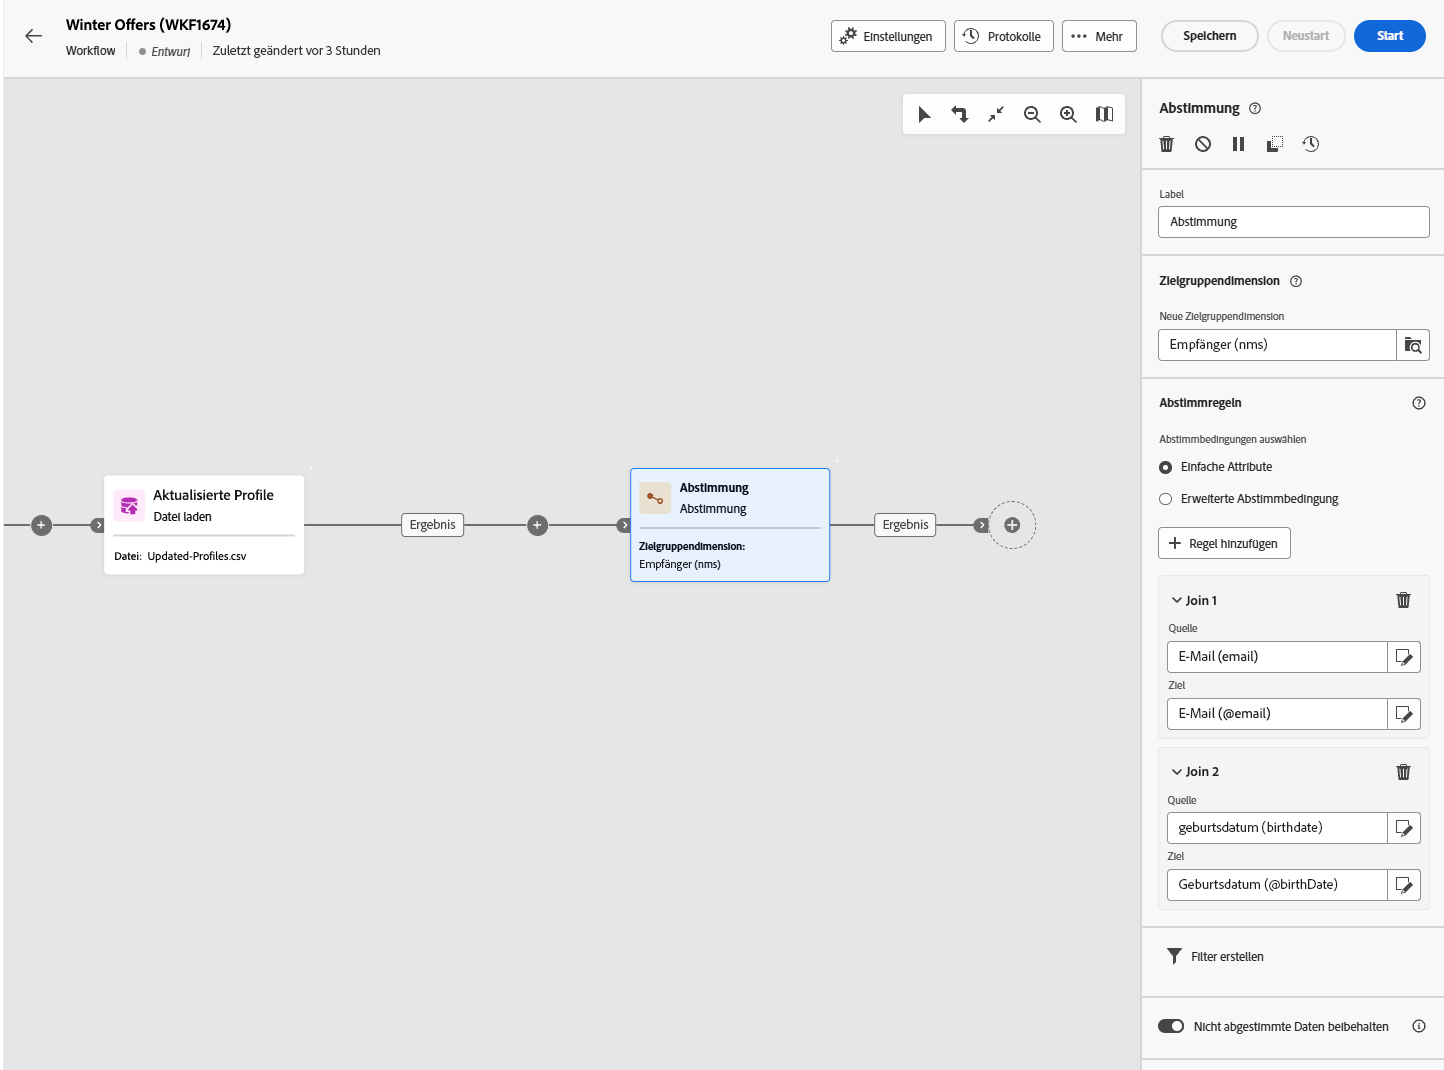 Winter Offers (WKF1674)
Workflow
Entwurf
Zuletzt geändert vor 3 Stunden
Einstellungen
Protokolle
Mehr
Speichern
Neustart
Start
Aktualisierte Profile
Datei laden
Datei: Updated-Profiles.csv
Ergebnis
Abstimmung
Abstimmung
Zielgruppendimension:
Empfänger (nms)
Ergebnis
Abstimmung
Label
Abstimmung
Zielgruppendimension
Neue Zielgruppendimension
Empfänger (nms)
Abstimmregeln
Abstimmbedingungen auswählen
Einfache Attribute
Erweiterte Abstimmbedingung
Regel hinzufügen
Join 1
Quelle
E-Mail (email)
Ziel
E-Mail (@email)
Join 2
Quelle
geburtsdatum (birthdate)
Ziel
Geburtsdatum (@birthDate)
Filter erstellen
Nicht abgestimmte Daten beibehalten